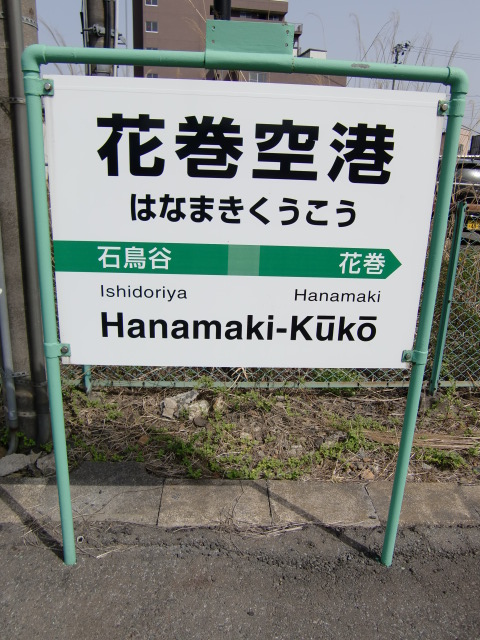 花巻空港
はなまきくうこう
石鳥谷 花巻
Ishidoriya Hanamaki
Hanamaki-Kūkō